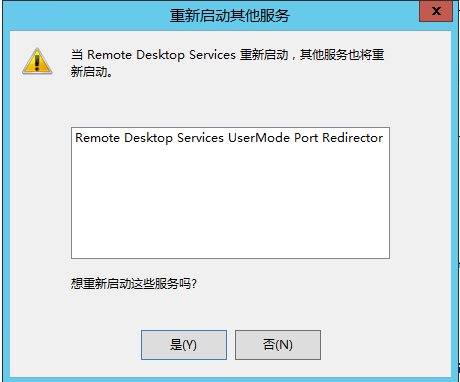 重新启动其他服务
x
当 Remote Desktop Services 重新启动，其他服务也将重
新启动。
Remote Desktop Services UserMode Port Redirector
想重新启动这些服务吗?
是(Y)
否(N)